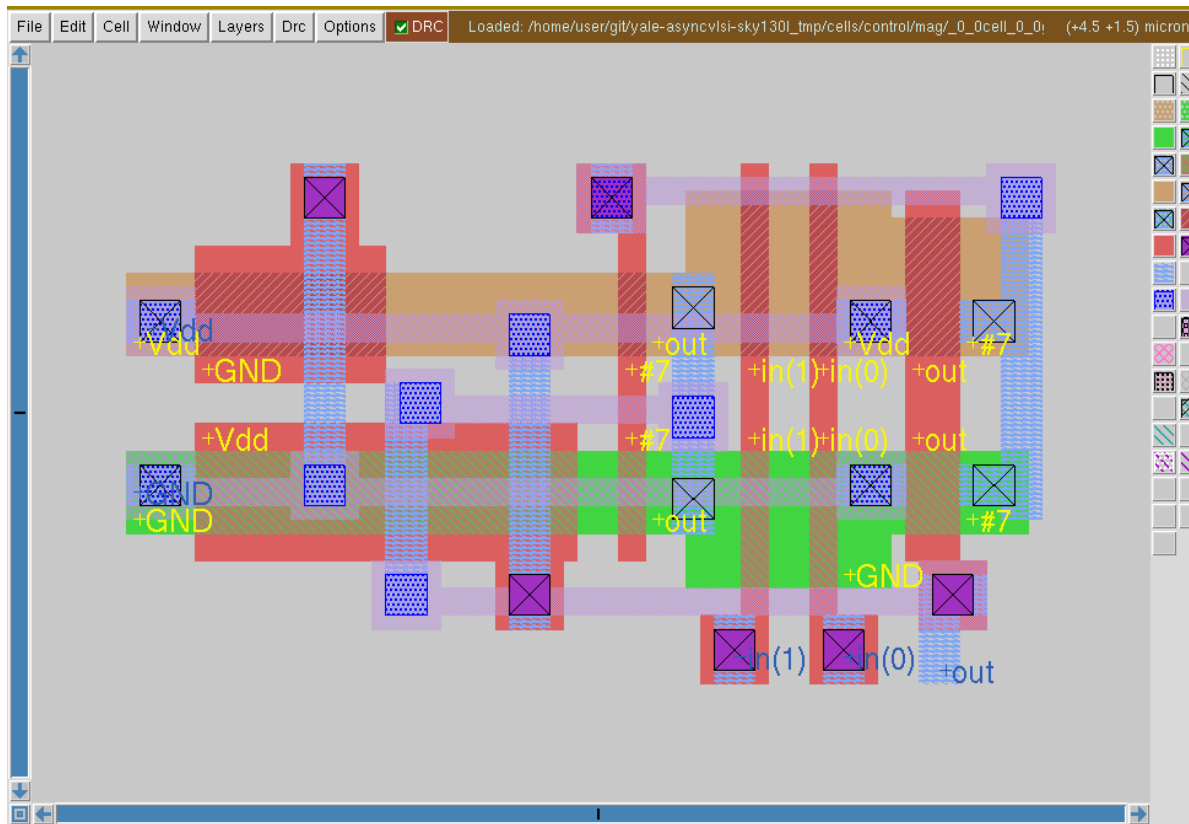 File Edit Cell Window Layers Drc Options DRC Loaded: /home/user/git/yale-asyncvlsi-sky130l_tmp/cells/control/mag/_0_0cell_0_0g (+4.5 +1.5) micron
Vdd
+Vdd +out +Vdd +#7
+GND +#7 +in(1) +in(0) +out
+Vdd +#7 +in(1) +in(0) +out
GND
+GND +out +#7
+GND
+in(1) +in(0)
+out